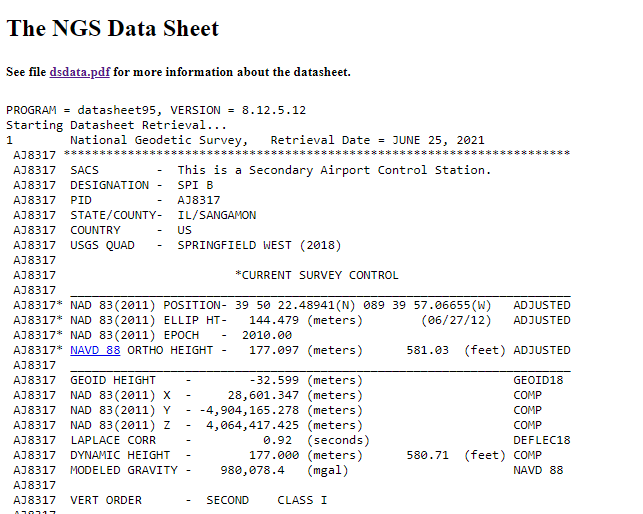 The NGS Data Sheet
See file dsdata.pdf for more information about the datasheet.
PROGRAM = datasheet95, VERSION = 8.12.5.12
Starting Datasheet Retrieval...
1        National Geodetic Survey,   Retrieval Date = JUNE 25, 2021
AJ8317 ***********************************************************************
AJ8317  SACS        -  This is a Secondary Airport Control Station.
AJ8317  DESIGNATION -  SPI B
AJ8317  PID         -  AJ8317
AJ8317  STATE/COUNTY-  IL/SANGAMON
AJ8317  COUNTRY     -  US
AJ8317  USGS QUAD   -  SPRINGFIELD WEST (2018)
AJ8317
AJ8317                         *CURRENT SURVEY CONTROL
AJ8317
AJ8317* NAD 83(2011) POSITION- 39 50 22.48941(N) 089 39 57.06655(W)   ADJUSTED
AJ8317* NAD 83(2011) ELLIP HT-   144.479 (meters)        (06/27/12)   ADJUSTED
AJ8317* NAD 83(2011) EPOCH   -  2010.00
AJ8317* NAVD 88 ORTHO HEIGHT -   177.097 (meters)      581.03  (feet) ADJUSTED
AJ8317
AJ8317  GEOID HEIGHT    -        -32.599 (meters)                     GEOID18
AJ8317  NAD 83(2011) X  -     28,601.347 (meters)                     COMP
AJ8317  NAD 83(2011) Y  - -4,904,165.278 (meters)                     COMP
AJ8317  NAD 83(2011) Z  -  4,064,417.425 (meters)                     COMP
AJ8317  LAPLACE CORR    -          0.92  (seconds)                    DEFLEC18
AJ8317  DYNAMIC HEIGHT  -        177.000 (meters)      580.71  (feet) COMP
AJ8317  MODELED GRAVITY -    980,078.4   (mgal)                       NAVD 88
AJ8317
AJ8317  VERT ORDER      -  SECOND    CLASS I